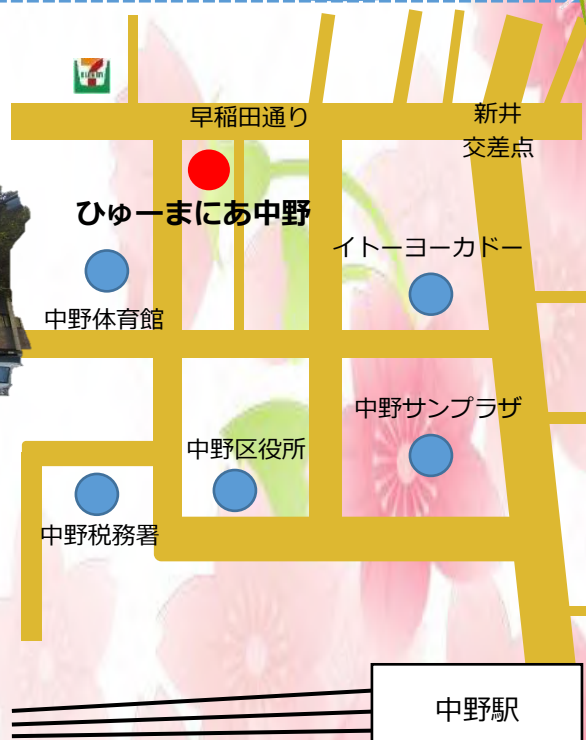 早稲田通り
新井
交差点
ひゅーまにあ中野
イトーヨーカドー
中野体育館
中野サンプラザ
中野区役所
中野税務署
中野駅